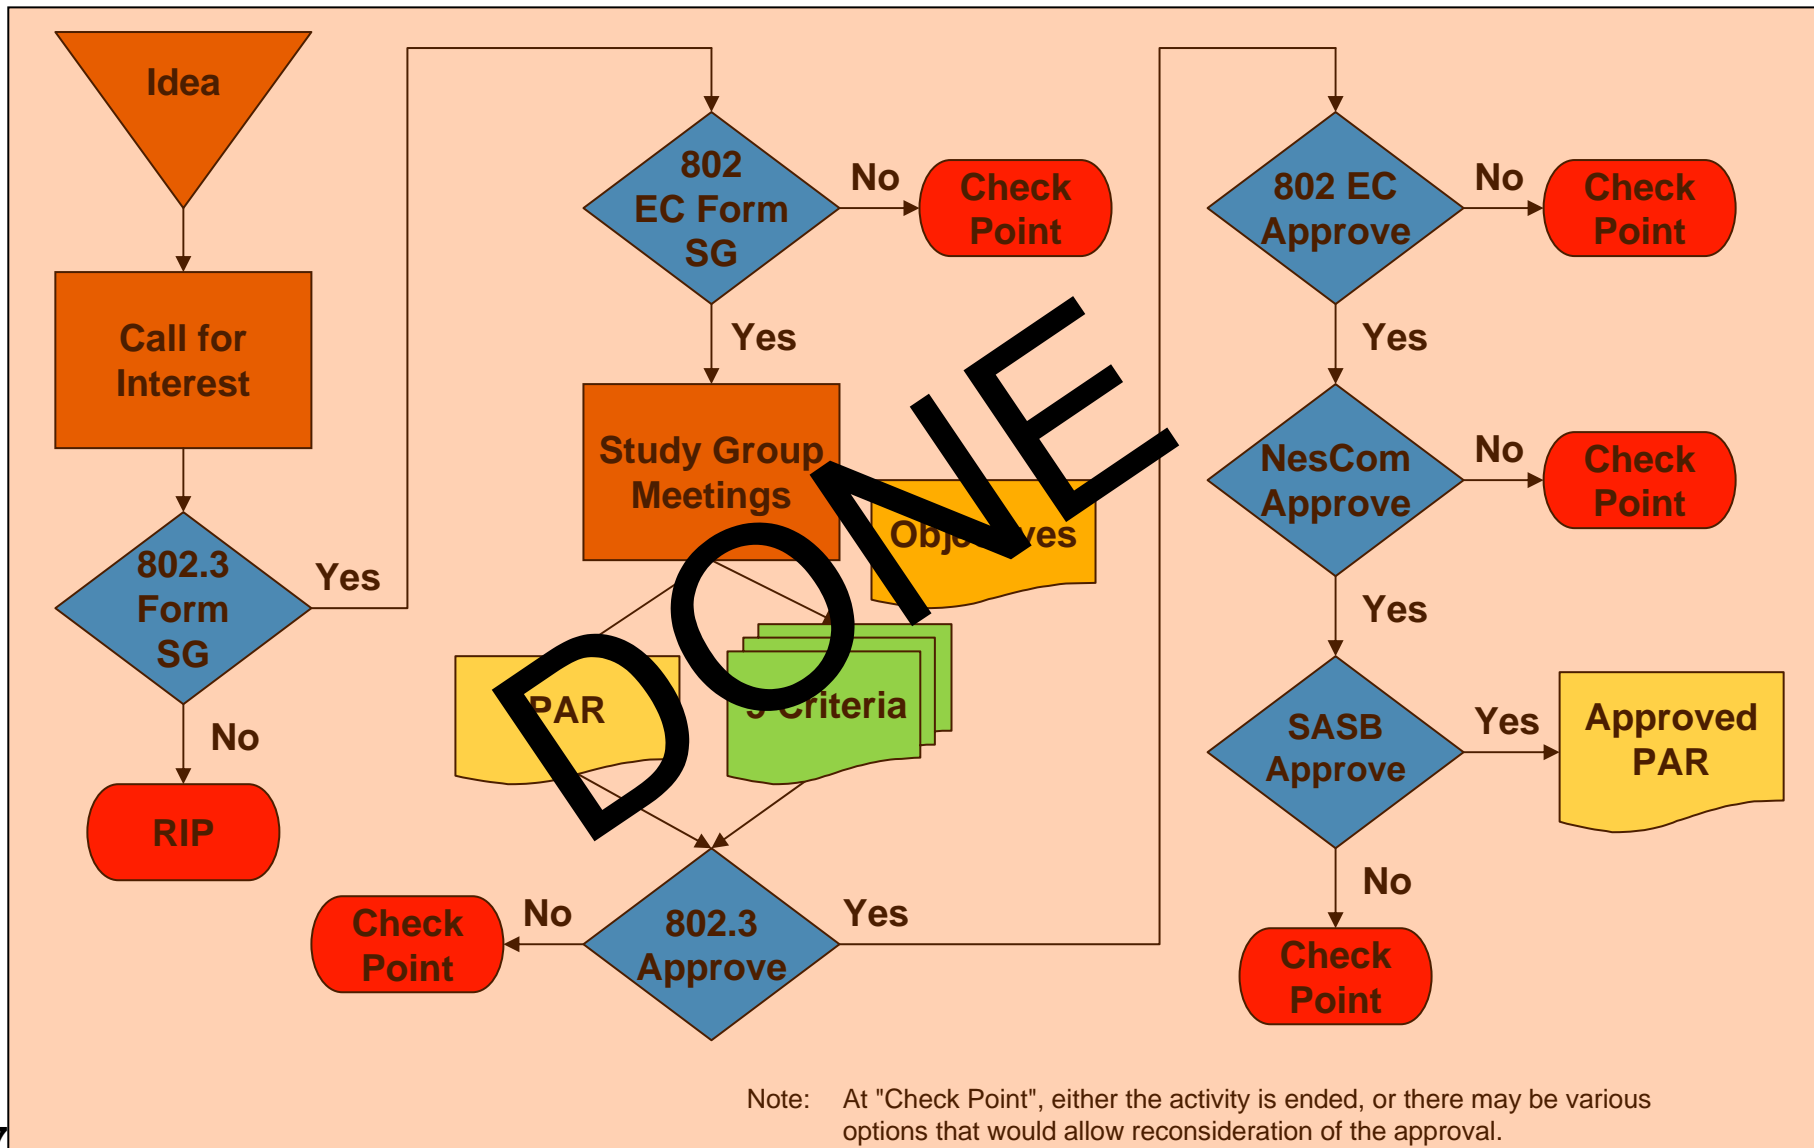 Idea
Call for
Interest
802.3
Form
SG
Yes
No
RIP
802
EC Form
SG
No
Check
Point
Yes
Study Group
Meetings
Objectives
PAR
Criteria
DONE
802.3
Approve
No
Check
Point
Yes
802 EC
Approve
No
Check
Point
Yes
NesCom
Approve
No
Check
Point
Yes
SASB
Approve
Yes
Approved
PAR
No
Check
Point
Note: At "Check Point", either the activity is ended, or there may be various
options that would allow reconsideration of the approval.